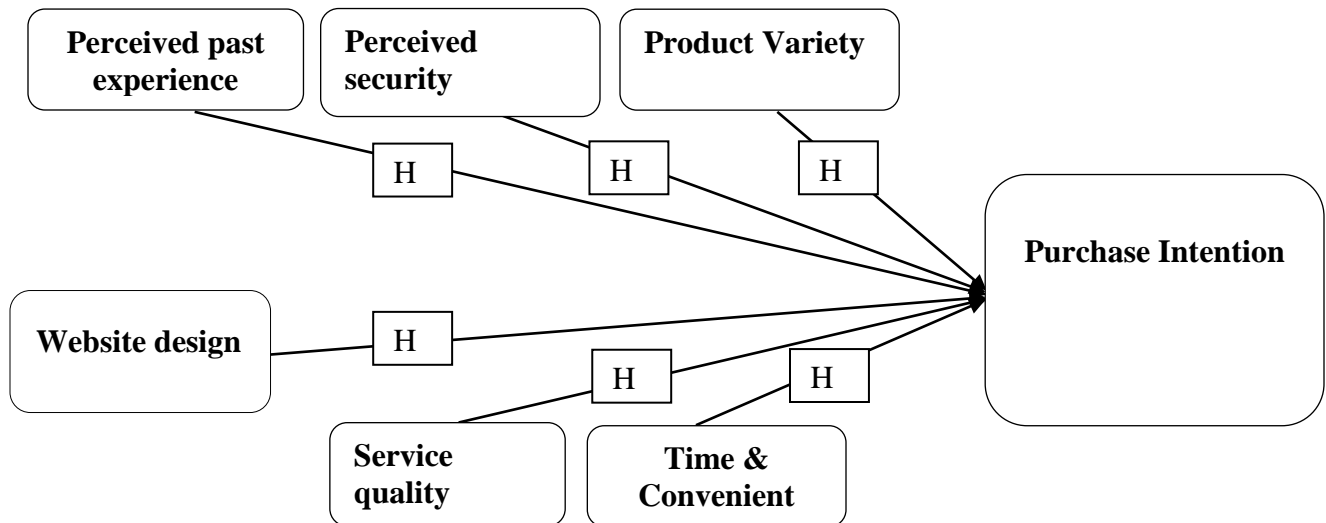 Perceived past
experience
Perceived
security
Product Variety
H
H
H
Purchase Intention
Website design
H
H
H
Service
quality
Time &
Convenient